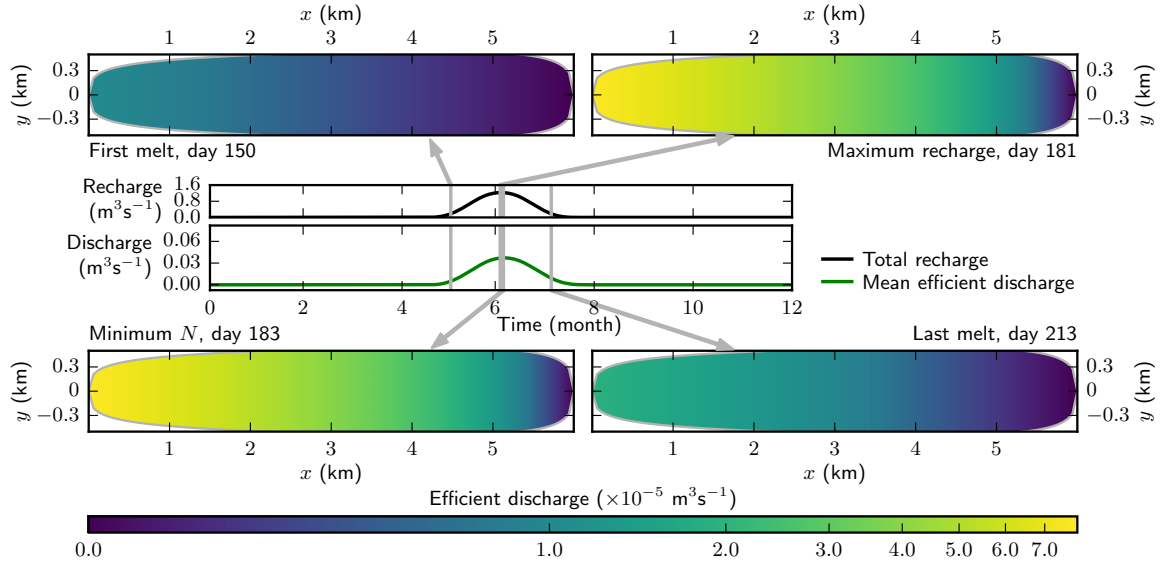 x (km) x (km)
1 2 3 4 5 1 2 3 4 5
y (km) 0.3 0 −0.3 0.3 0 −0.3 y (km)
First melt, day 150 Maximum recharge, day 181
Recharge (m³s⁻¹) 1.6 0.8 0.0
Discharge (m³s⁻¹) 0.06 0.03 0.00
Total recharge
Mean efficient discharge
0 2 4 6 8 10 12
Time (month)
Minimum N, day 183 Last melt, day 213
y (km) 0.3 0 −0.3 0.3 0 −0.3 y (km)
1 2 3 4 5 1 2 3 4 5
x (km) x (km)
Efficient discharge (×10⁻⁵ m³s⁻¹)
0.0 1.0 2.0 3.0 4.0 5.0 6.0 7.0